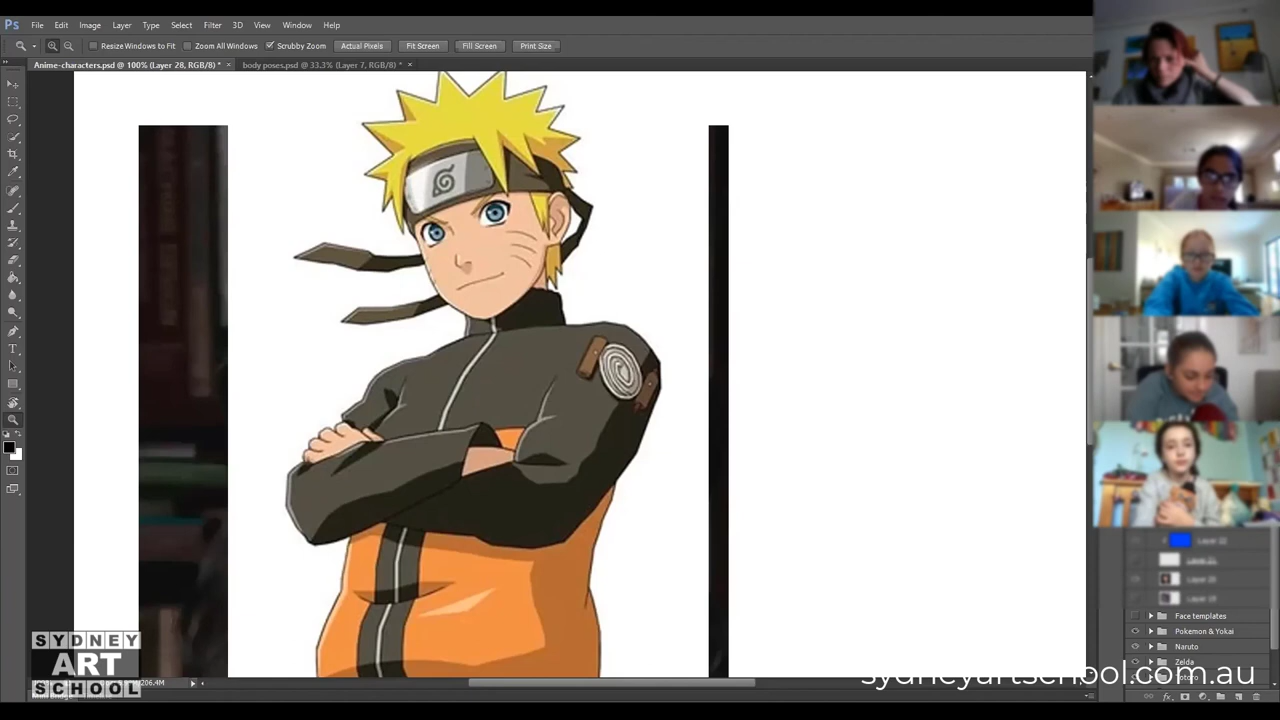 Ps File Edit Image Layer Type Select Filter 3D View Window Help
Resize Windows to Fit Zoom All Windows Scrubby Zoom Actual Pixels Fit Screen Fill Screen Print Size
Anime-characters.psd @ 100% (Layer 28, RGB/8) * × body poses.psd @ 33.3% (Layer 7, RGB/8) * ×
Face templates
Pokemon & Yokai
Naruto
Zelda
SYDNEY
ART
SCHOOL
sydneyartschool.com.au